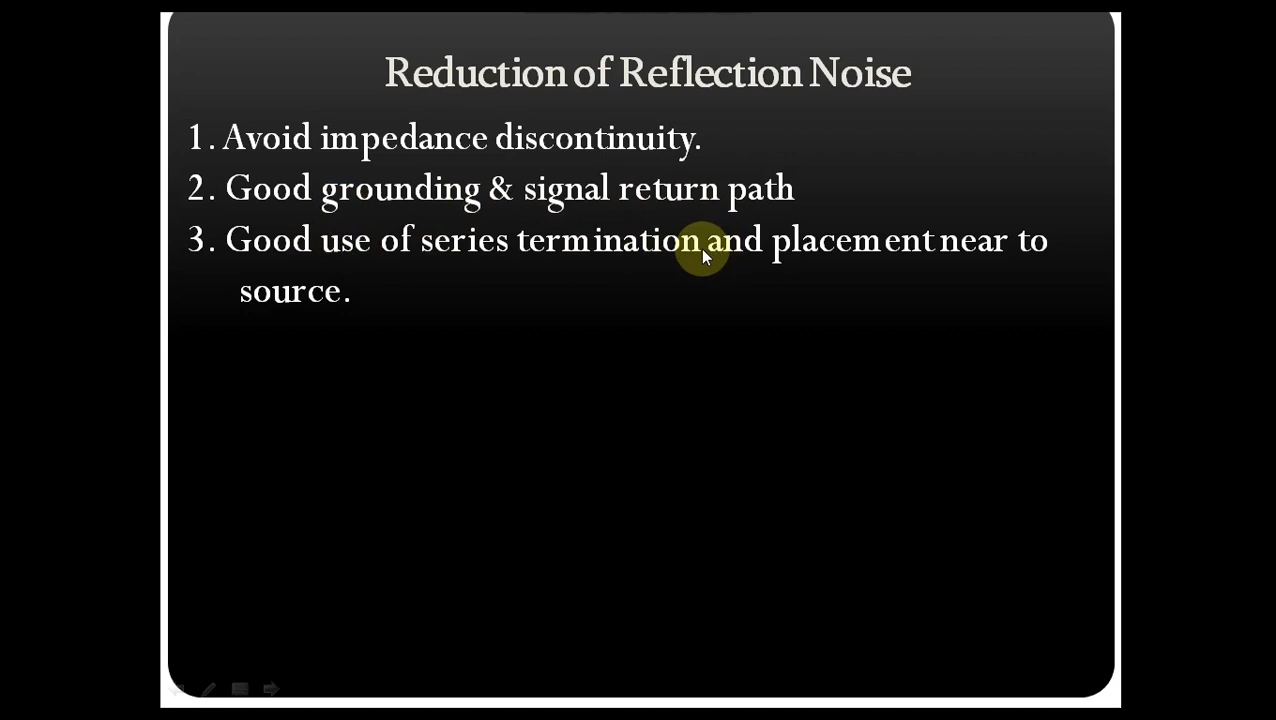 Reduction of Reflection Noise
1. Avoid impedance discontinuity.
2. Good grounding & signal return path
3. Good use of series termination and placement near to
source.